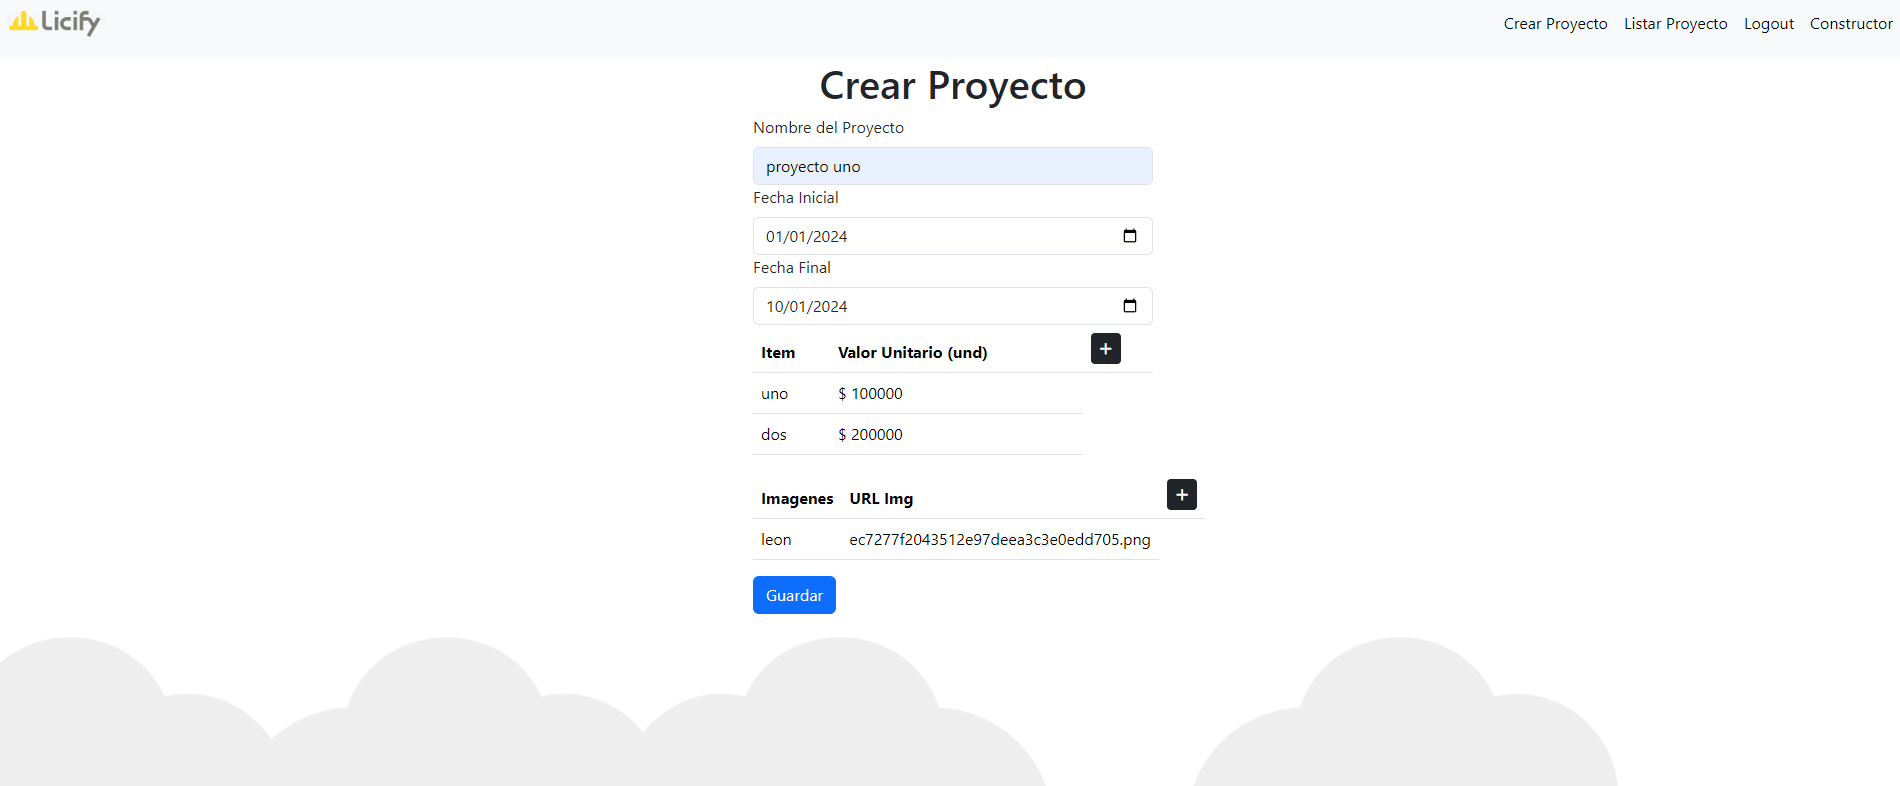 Licify
Crear Proyecto Listar Proyecto Logout Constructor
Crear Proyecto
Nombre del Proyecto
proyecto uno
Fecha Inicial
01/01/2024
Fecha Final
10/01/2024
Item Valor Unitario (und) +
uno $ 100000
dos $ 200000
Imagenes URL Img +
leon ec7277f2043512e97deea3c3e0edd705.png
Guardar